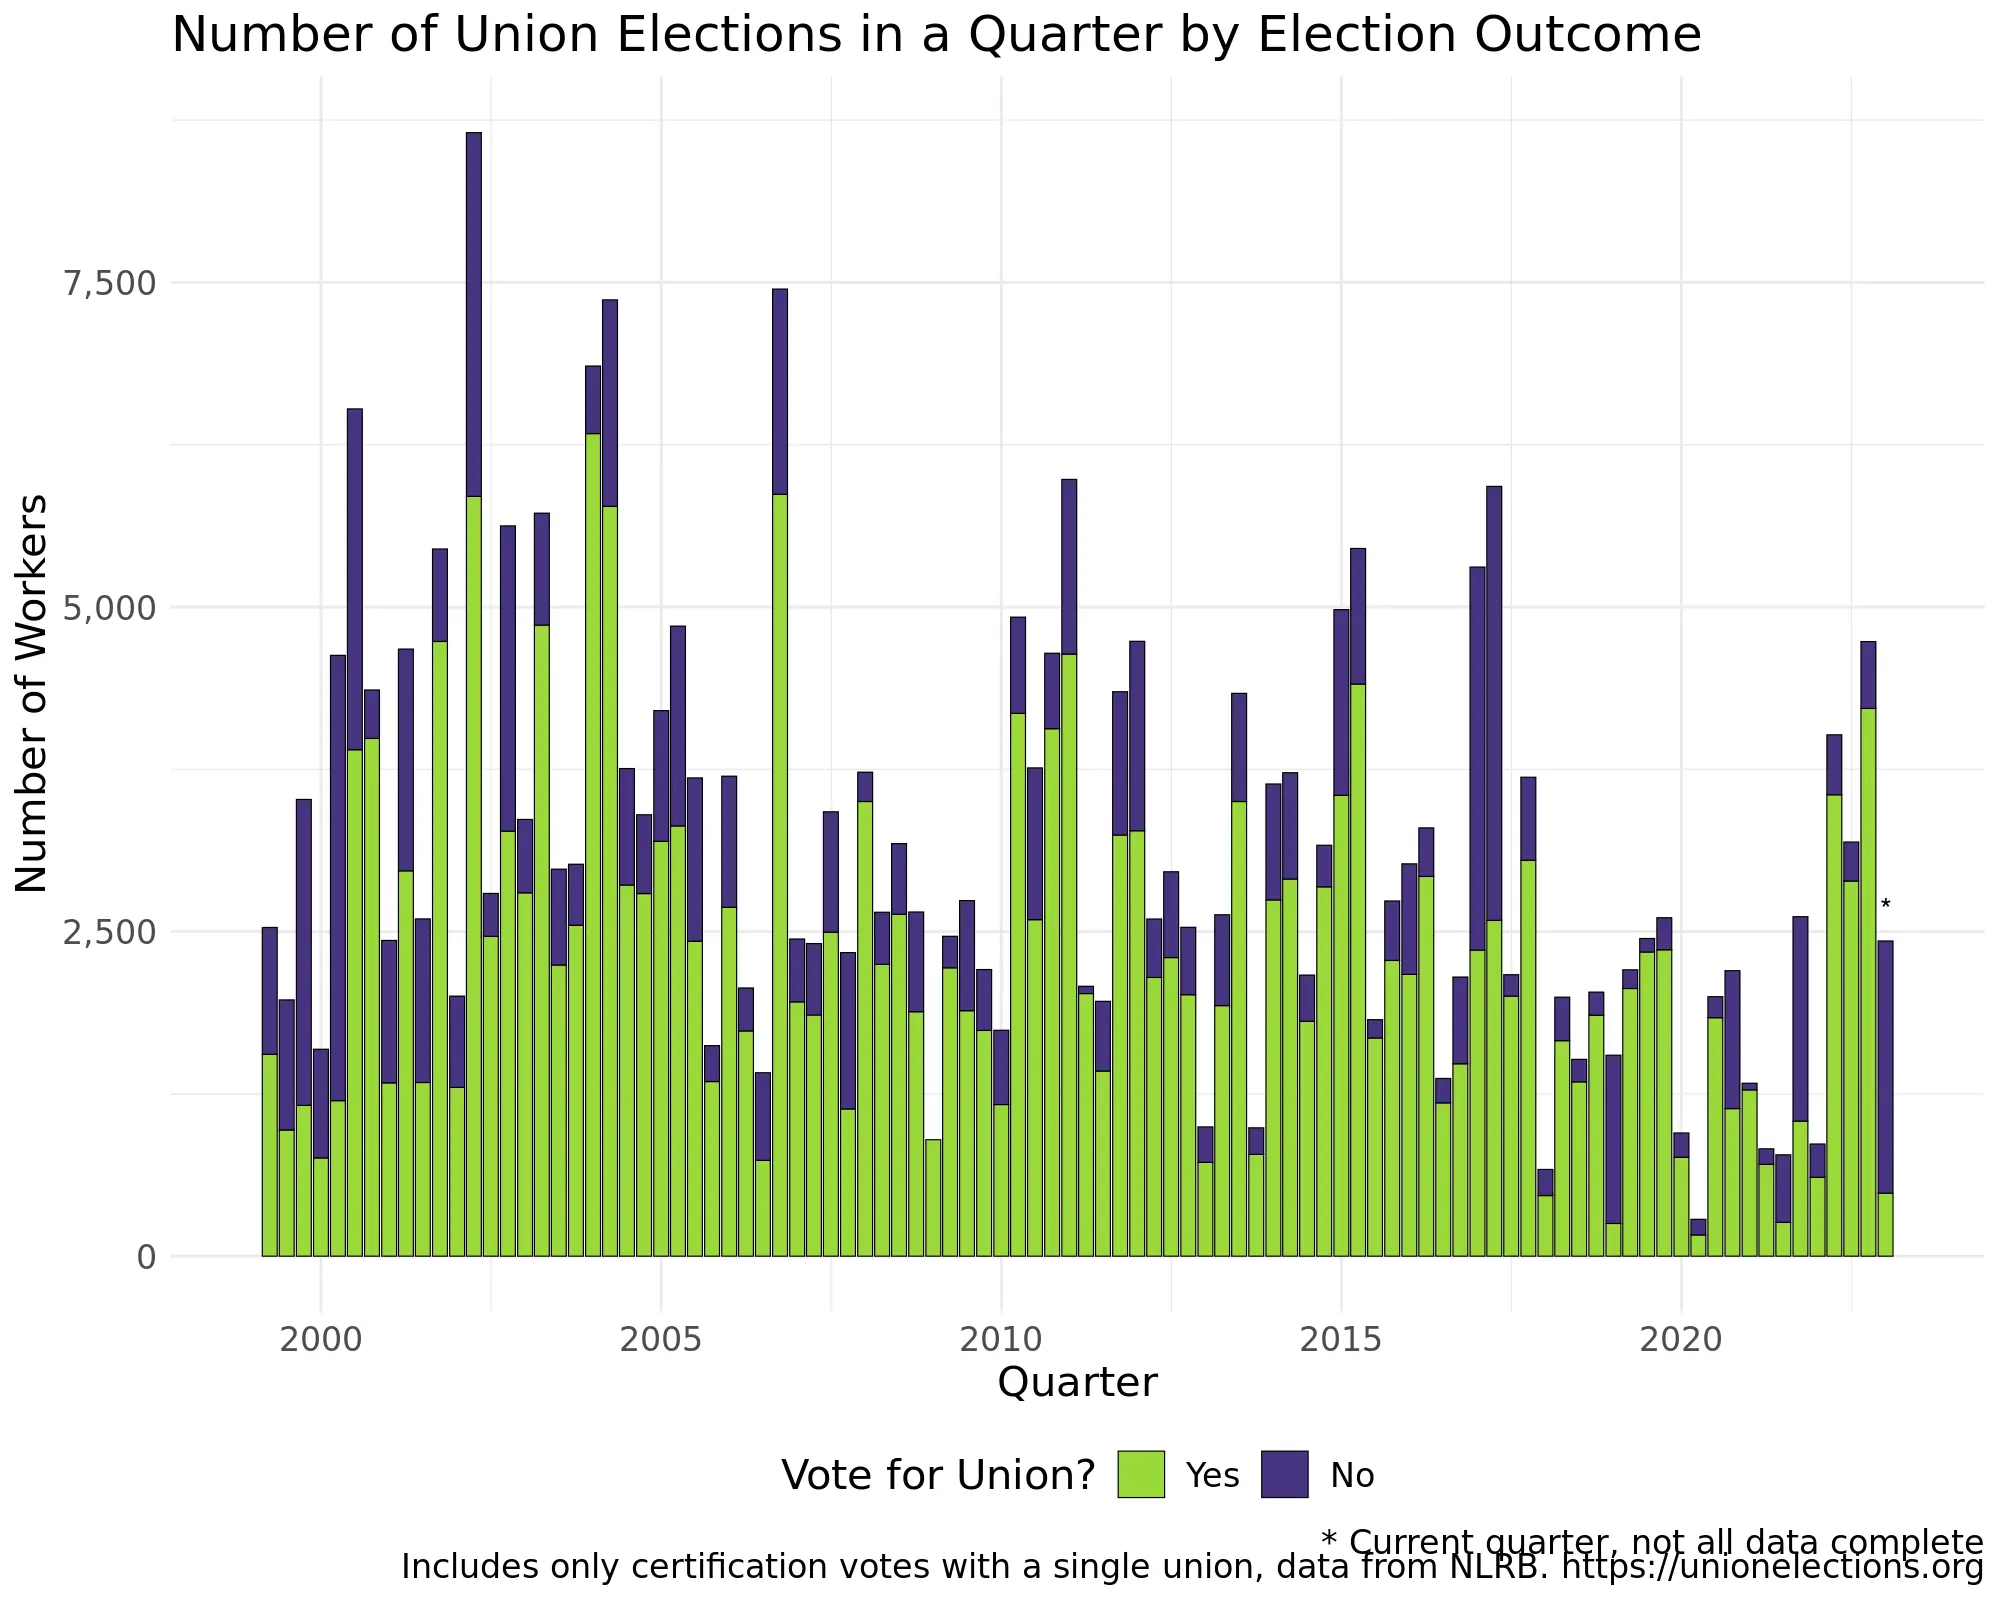 Number of Union Elections in a Quarter by Election Outcome
Number of Workers
7,500
5,000
2,500
0
*
2000 2005 2010 2015 2020
Quarter
Vote for Union? Yes No
* Current quarter, not all data complete
Includes only certification votes with a single union, data from NLRB. https://unionelections.org